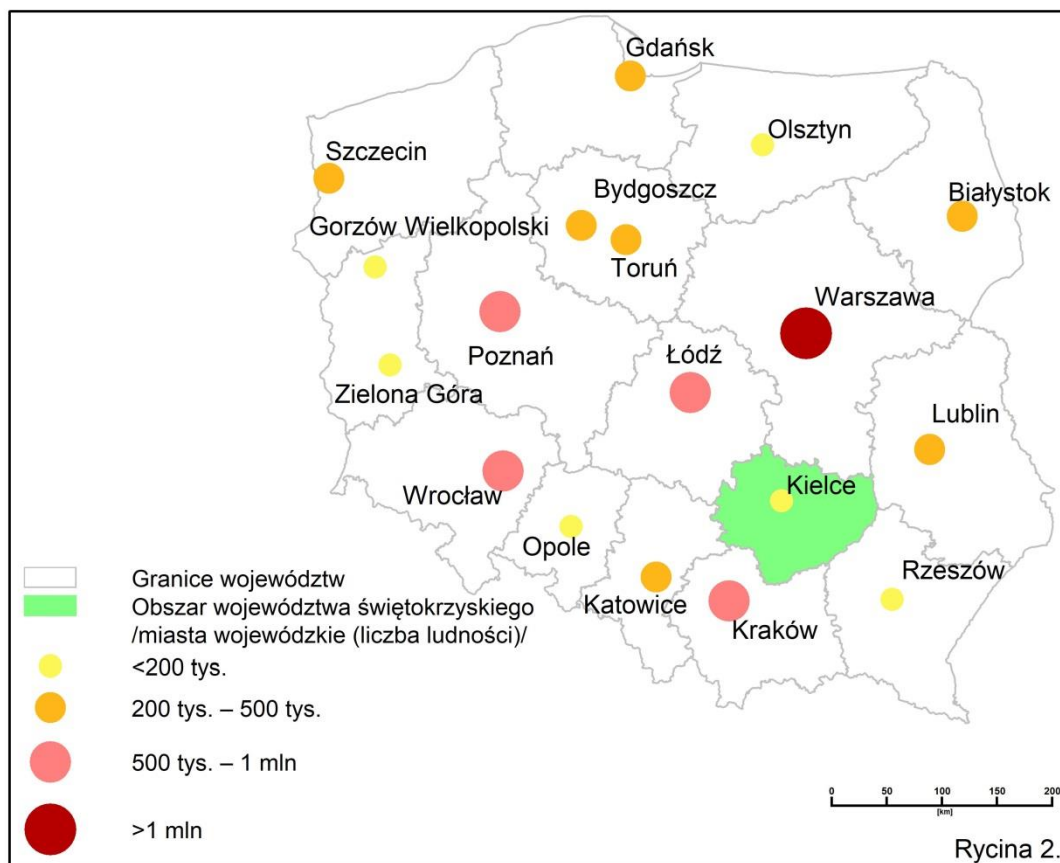 Gdańsk
Olsztyn
Szczecin
Bydgoszcz
Białystok
Gorzów Wielkopolski
Toruń
Warszawa
Poznań
Łódź
Zielona Góra
Lublin
Wrocław
Kielce
Opole
Rzeszów
Katowice
Kraków
Granice województw
Obszar województwa świętokrzyskiego
/miasta wojewódzkie (liczba ludności)/
<200 tys.
200 tys. – 500 tys.
500 tys. – 1 mln
>1 mln
0 50 100 150 200
[km]
Rycina 2.